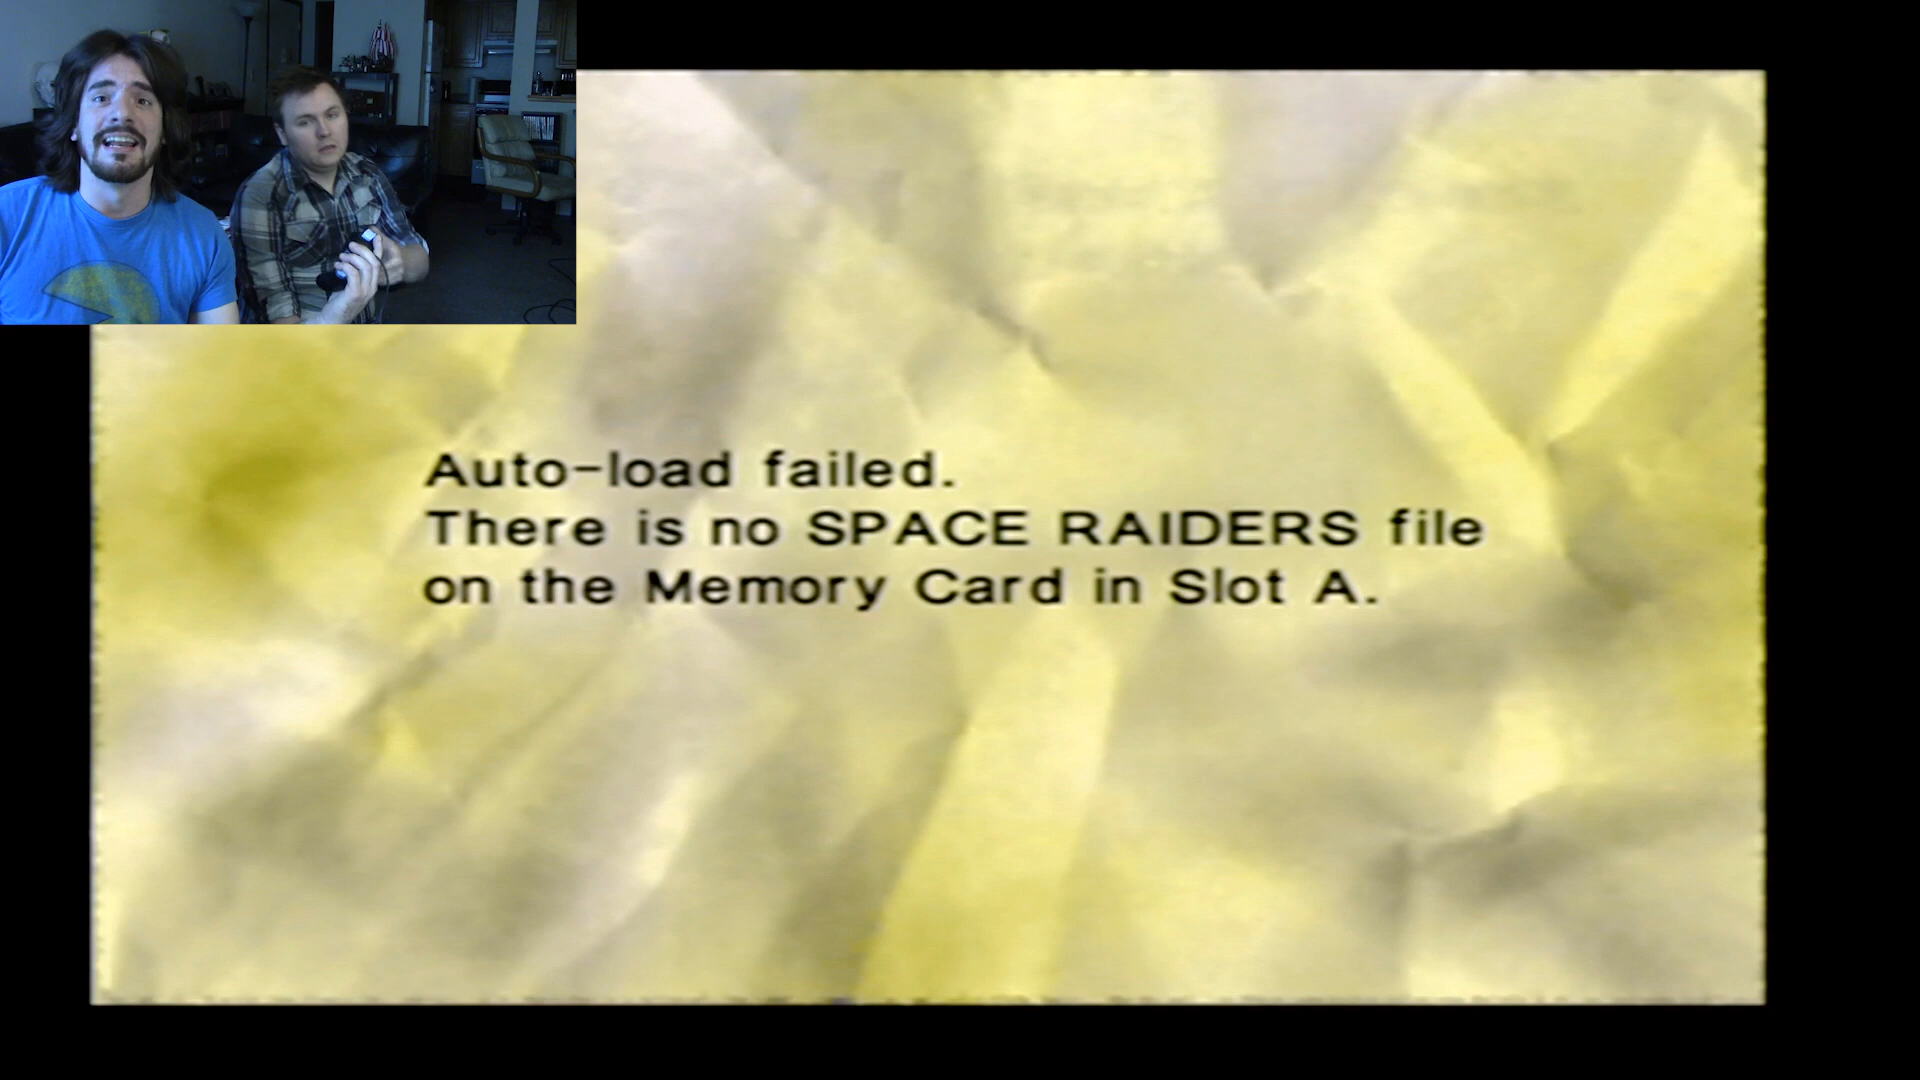 Auto-load failed.
There is no SPACE RAIDERS file
on the Memory Card in Slot A.